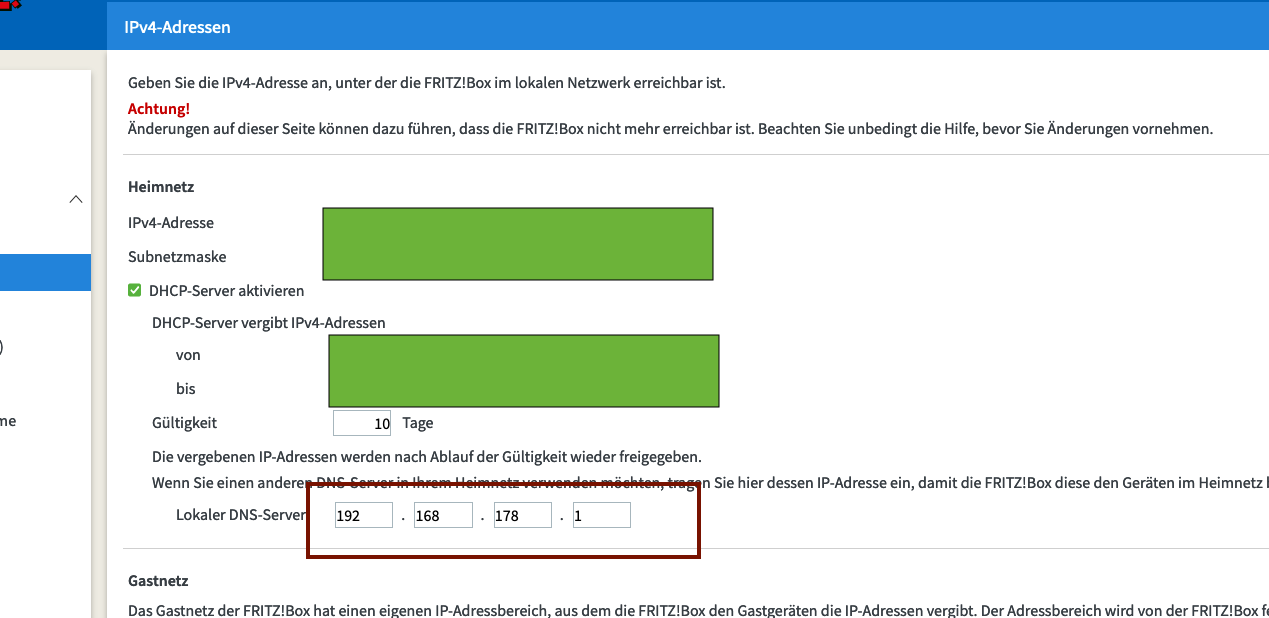 IPv4-Adressen
Geben Sie die IPv4-Adresse an, unter der die FRITZ!Box im lokalen Netzwerk erreichbar ist.
Achtung!
Änderungen auf dieser Seite können dazu führen, dass die FRITZ!Box nicht mehr erreichbar ist. Beachten Sie unbedingt die Hilfe, bevor Sie Änderungen vornehmen.
Heimnetz
IPv4-Adresse
Subnetzmaske
DHCP-Server aktivieren
DHCP-Server vergibt IPv4-Adressen
von
)
bis
me
Gültigkeit 10 Tage
Die vergebenen IP-Adressen werden nach Ablauf der Gültigkeit wieder freigegeben.
Wenn Sie einen anderen DNS-Server in Ihrem Heimnetz verwenden möchten, tragen Sie hier dessen IP-Adresse ein, damit die FRITZ!Box diese den Geräten im Heimnetz
Lokaler DNS-Server 192 . 168 . 178 . 1
Gastnetz
Das Gastnetz der FRITZ!Box hat einen eigenen IP-Adressbereich, aus dem die FRITZ!Box den Gastgeräten die IP-Adressen vergibt. Der Adressbereich wird von der FRITZ!Box